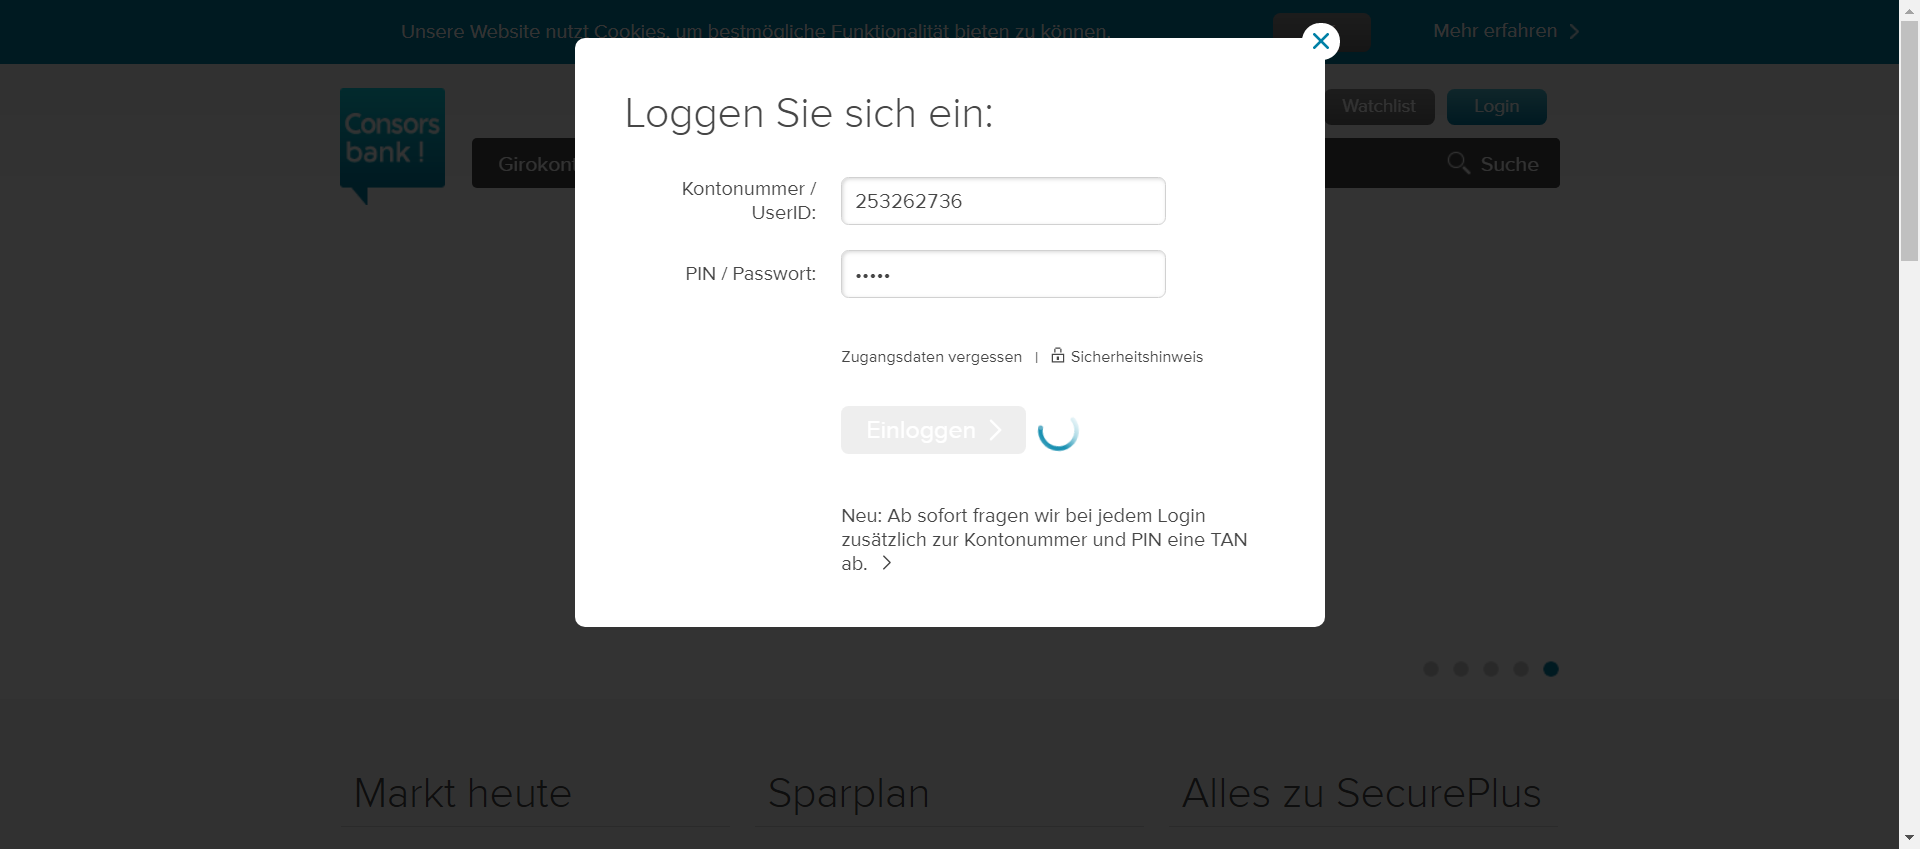 Unsere Website nutzt Cookies, um bestmögliche Funktionalität bieten zu können.
Mehr erfahren
Consors
bank !
Watchlist
Login
Suche
Loggen Sie sich ein:
Kontonummer /
UserID:
253262736
PIN / Passwort:
•••••
Zugangsdaten vergessen | Sicherheitshinweis
Einloggen
Neu: Ab sofort fragen wir bei jedem Login
zusätzlich zur Kontonummer und PIN eine TAN
ab.
Markt heute
Sparplan
Alles zu SecurePlus